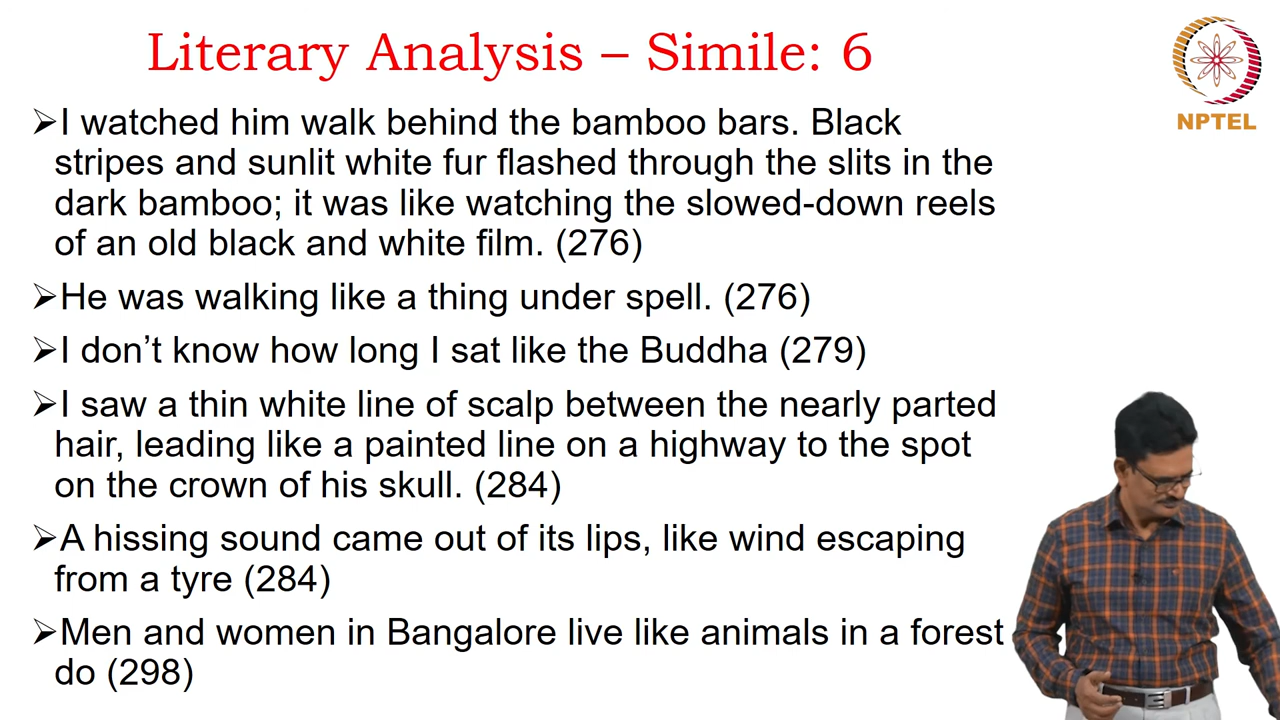 Literary Analysis – Simile: 6
NPTEL
➢I watched him walk behind the bamboo bars. Black
stripes and sunlit white fur flashed through the slits in the
dark bamboo; it was like watching the slowed-down reels
of an old black and white film. (276)
➢He was walking like a thing under spell. (276)
➢I don’t know how long I sat like the Buddha (279)
➢I saw a thin white line of scalp between the nearly parted
hair, leading like a painted line on a highway to the spot
on the crown of his skull. (284)
➢A hissing sound came out of its lips, like wind escaping
from a tyre (284)
➢Men and women in Bangalore live like animals in a forest
do (298)